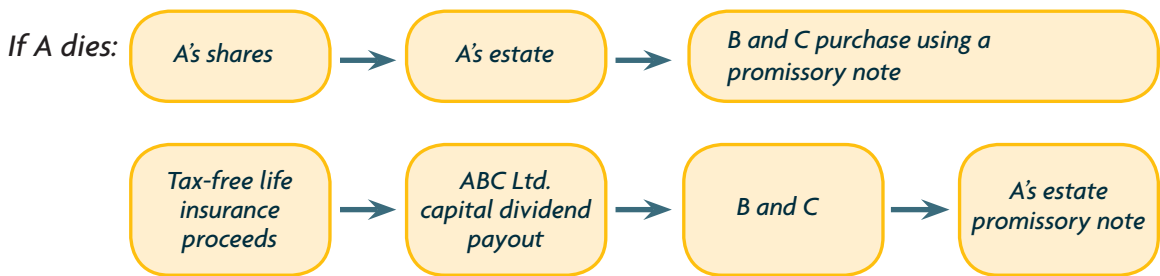 If A dies:
A's shares
A's estate
B and C purchase using a
promissory note
Tax-free life
insurance
proceeds
ABC Ltd.
capital dividend
payout
B and C
A's estate
promissory note